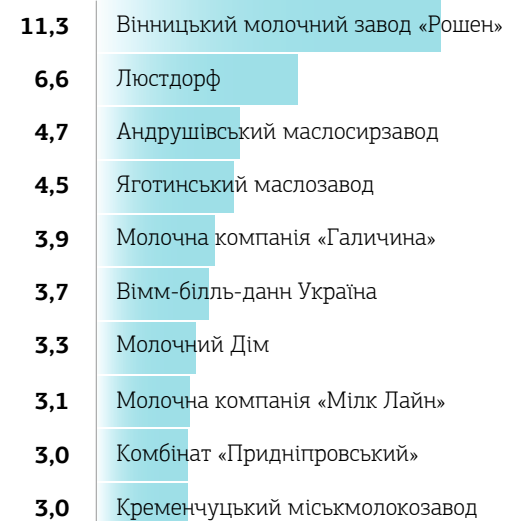 11,3 Вінницький молочний завод «Рошен»
6,6 Люстдорф
4,7 Андрушівський маслосирзавод
4,5 Яготинський маслозавод
3,9 Молочна компанія «Галичина»
3,7 Вімм-білль-данн Україна
3,3 Молочний Дім
3,1 Молочна компанія «Мілк Лайн»
3,0 Комбінат «Придніпровський»
3,0 Кременчуцький міськмолокозавод